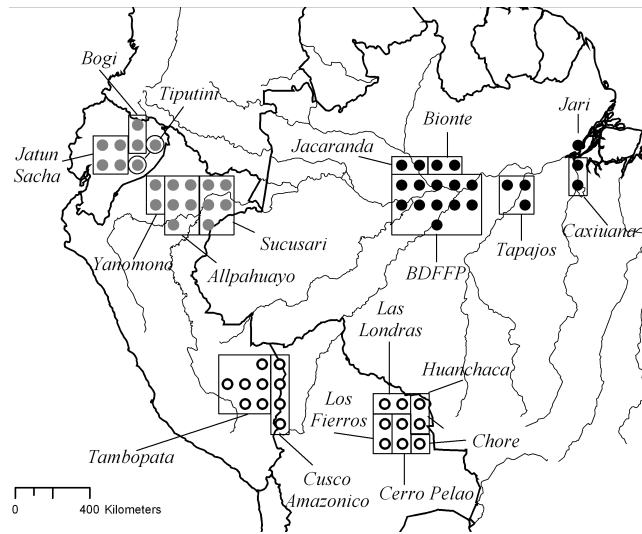 Bogi
Tiputini
Jari
Bionte
Jacaranda
Jatun
Sacha
Caxiuana
Sucusari
Tapajos
Yanomono
BDFFP
Allpahuayo
Las
Londras
Huanchaca
Los
Fierros
Chore
Tambopata
Cusco
Amazonico
Cerro Pelao
0 400 Kilometers